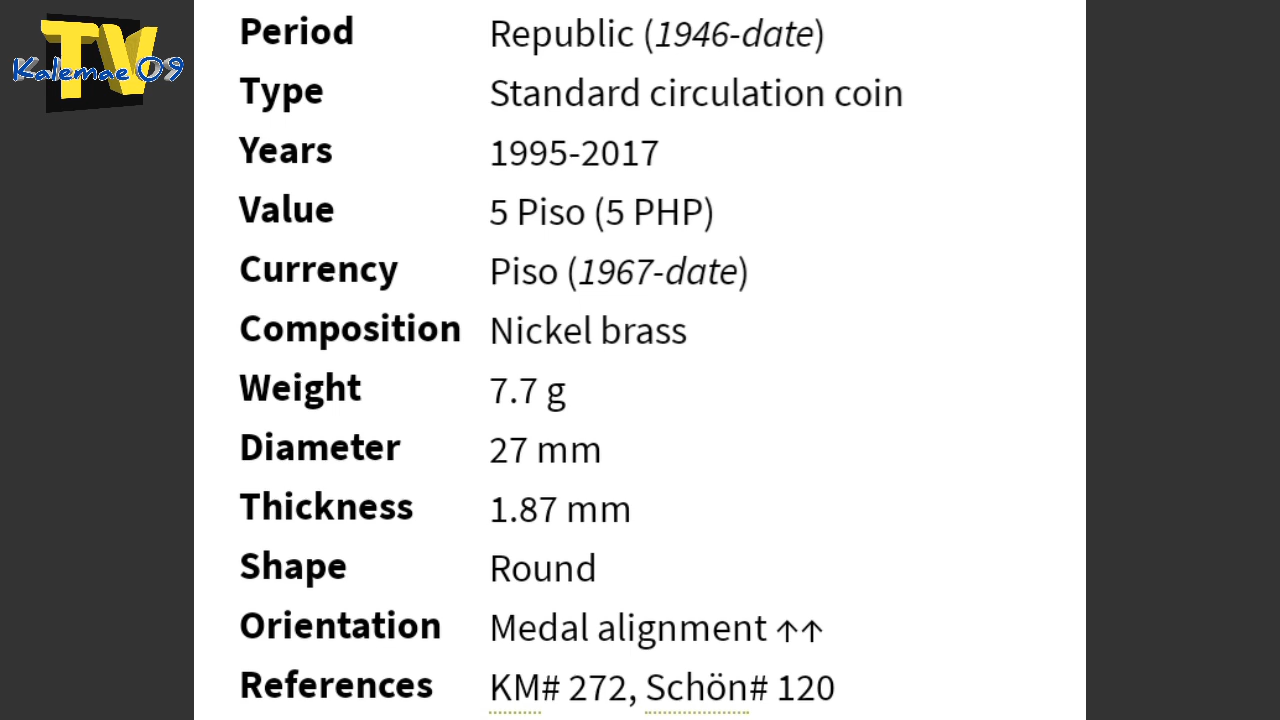 TV
Kalemae 09
Period Republic (1946-date)
Type Standard circulation coin
Years 1995-2017
Value 5 Piso (5 PHP)
Currency Piso (1967-date)
Composition Nickel brass
Weight 7.7 g
Diameter 27 mm
Thickness 1.87 mm
Shape Round
Orientation Medal alignment ↑↑
References KM# 272, Schön# 120